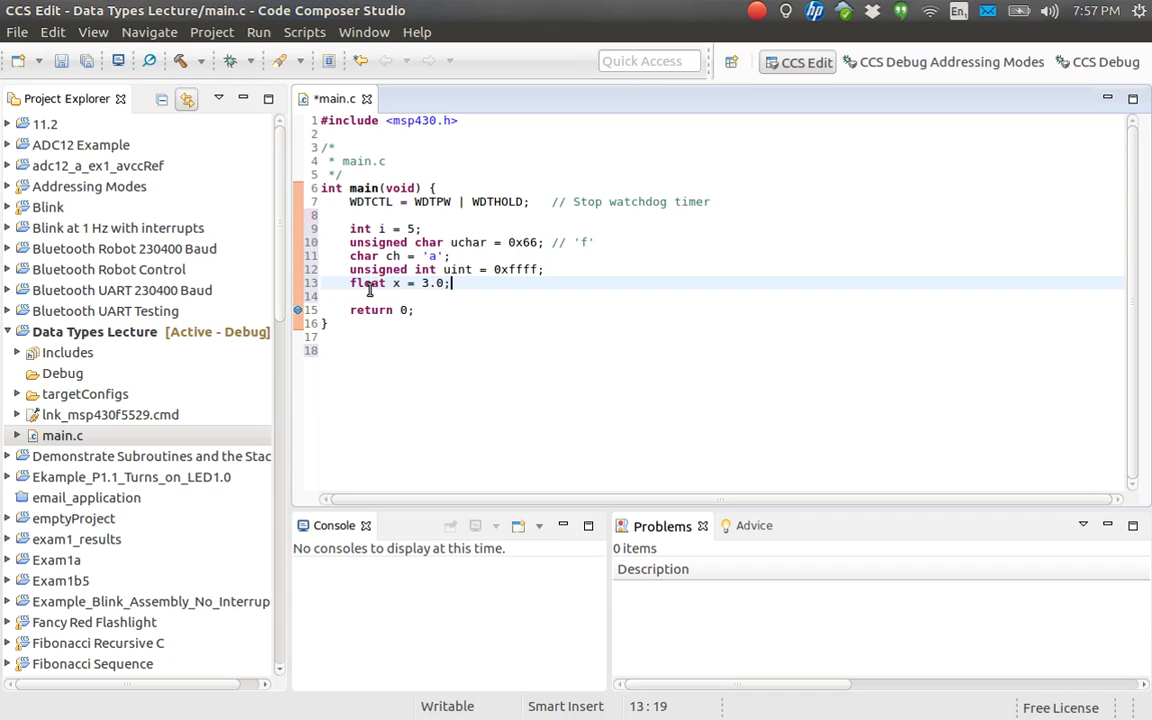 CCS Edit - Data Types Lecture/main.c - Code Composer Studio
En
7:57 PM
File Edit View Navigate Project Run Scripts Window Help
Quick Access
CCS Edit
CCS Debug Addressing Modes
CCS Debug
Project Explorer
*main.c
11.2
ADC12 Example
adc12_a_ex1_avccRef
Addressing Modes
Blink
Blink at 1 Hz with interrupts
Bluetooth Robot 230400 Baud
Bluetooth Robot Control
Bluetooth UART 230400 Baud
Bluetooth UART Testing
Data Types Lecture [Active - Debug]
Includes
Debug
targetConfigs
lnk_msp430f5529.cmd
main.c
Demonstrate Subroutines and the Stac
Ekample_P1.1_Turns_on_LED1.0
email_application
emptyProject
exam1_results
Exam1a
Exam1b5
Example_Blink_Assembly_No_Interrup
Fancy Red Flashlight
Fibonacci Recursive C
Fibonacci Sequence
1 #include <msp430.h>
2
3 /*
4 * main.c
5 */
6 int main(void) {
7 WDTCTL = WDTPW | WDTHOLD; // Stop watchdog timer
8
9 int i = 5;
10 unsigned char uchar = 0x66; // 'f'
11 char ch = 'a';
12 unsigned int uint = 0xffff;
13 float x = 3.0;
14
15 return 0;
16 }
17
18
Console
No consoles to display at this time.
Problems
Advice
0 items
Description
Writable
Smart Insert
13 : 19
Free License